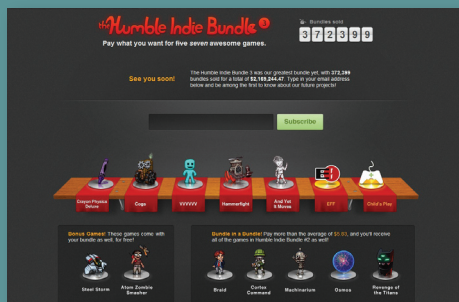 the Humble Indie Bundle 3
Bundles sold
372399
Pay what you want for five seven awesome games.
See you soon!
The Humble Indie Bundle 3 was our greatest bundle yet, with 372,399
bundles sold for a total of $2,169,244.47. Type in your email address
below and be among the first to know about our future projects!
Subscribe
Crayon Physics Deluxe
Cogs
VVVVVV
Hammerfight
And Yet It Moves
EFF
Child's Play
Bonus Games! These games come with
your bundle as well, for free!
Steel Storm
Atom Zombie Smasher
Bundle in a Bundle! Pay more than the average of $5.83, and you'll receive
all of the games in Humble Indie Bundle #2 as well!
Braid
Cortex Command
Machinarium
Osmos
Revenge of the Titans